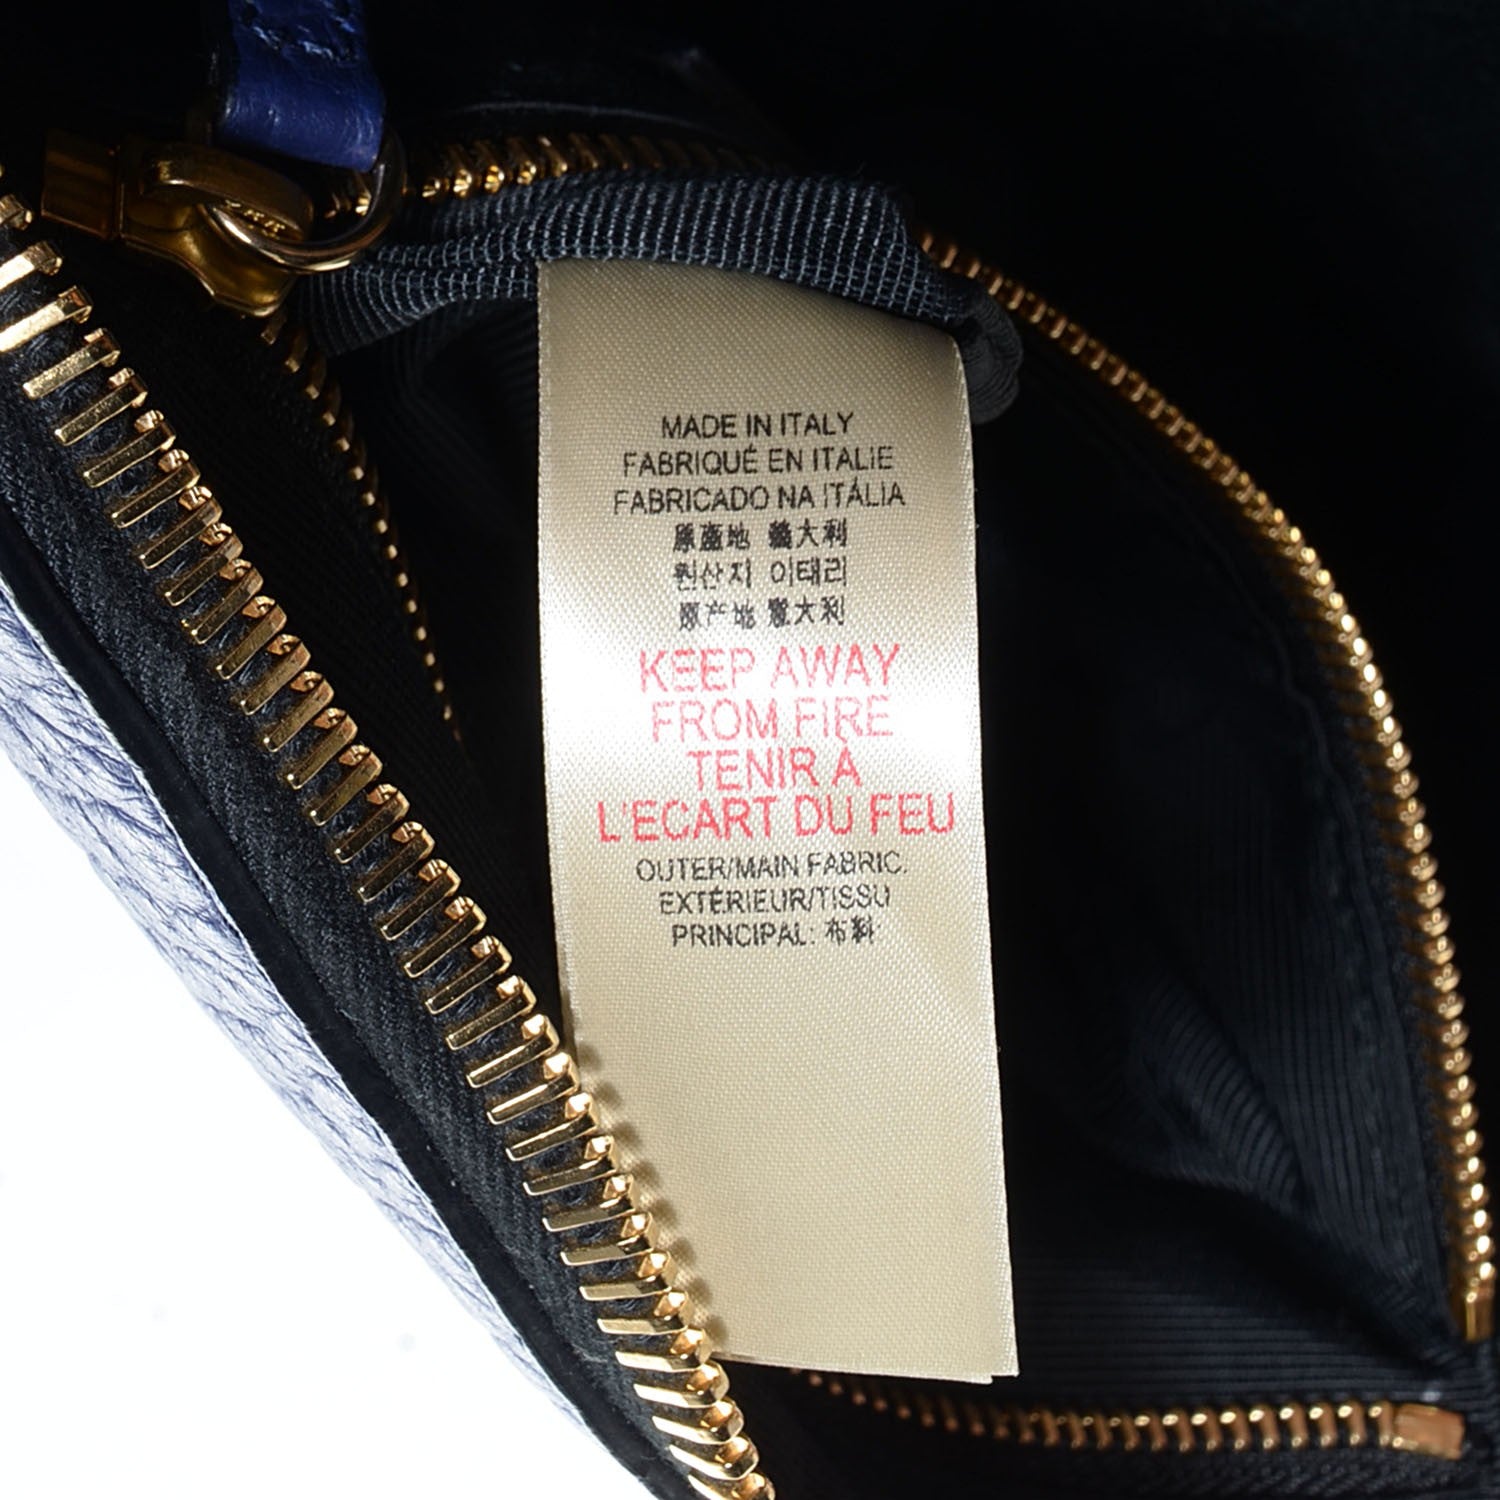 MADE IN ITALY
FABRIQUÉ EN ITALIE
FABRICADO NA ITÁLIA
原產地 義大利
원산지 이태리
原产地 意大利
KEEP AWAY
FROM FIRE
TENIR À
L'ECART DU FEU
OUTER/MAIN FABRIC.
EXTÉRIEUR/TISSU
PRINCIPAL: 布料